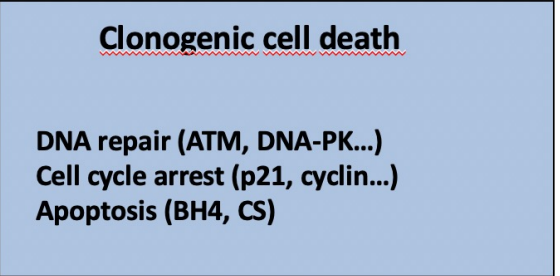 Clonogenic cell death
DNA repair (ATM, DNA-PK...)
Cell cycle arrest (p21, cyclin...)
Apoptosis (BH4, CS)